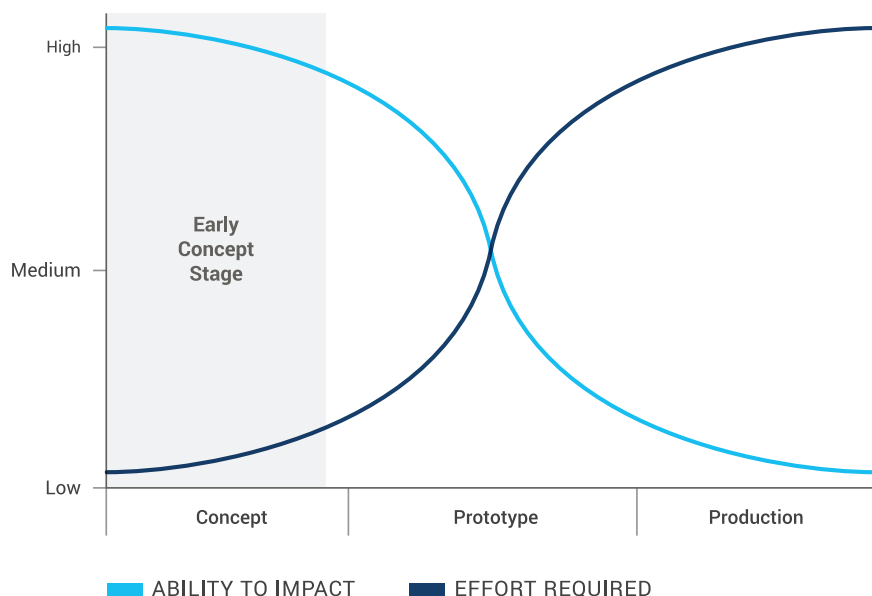 High
Early
Concept
Stage
Medium
Low
Concept Prototype Production
ABILITY TO IMPACT EFFORT REQUIRED